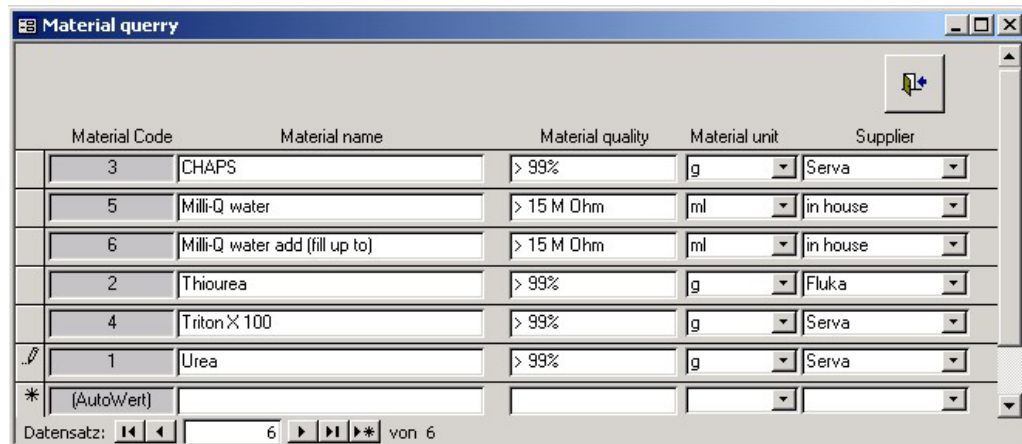 Material querry
Material Code Material name Material quality Material unit Supplier
3 CHAPS > 99% g Serva
5 Milli-Q water > 15 M Ohm ml in house
6 Milli-Q water add (fill up to) > 15 M Ohm ml in house
2 Thiourea > 99% g Fluka
4 Triton X 100 > 99% g Serva
1 Urea > 99% g Serva
(AutoWert)
Datensatz: 6 von 6